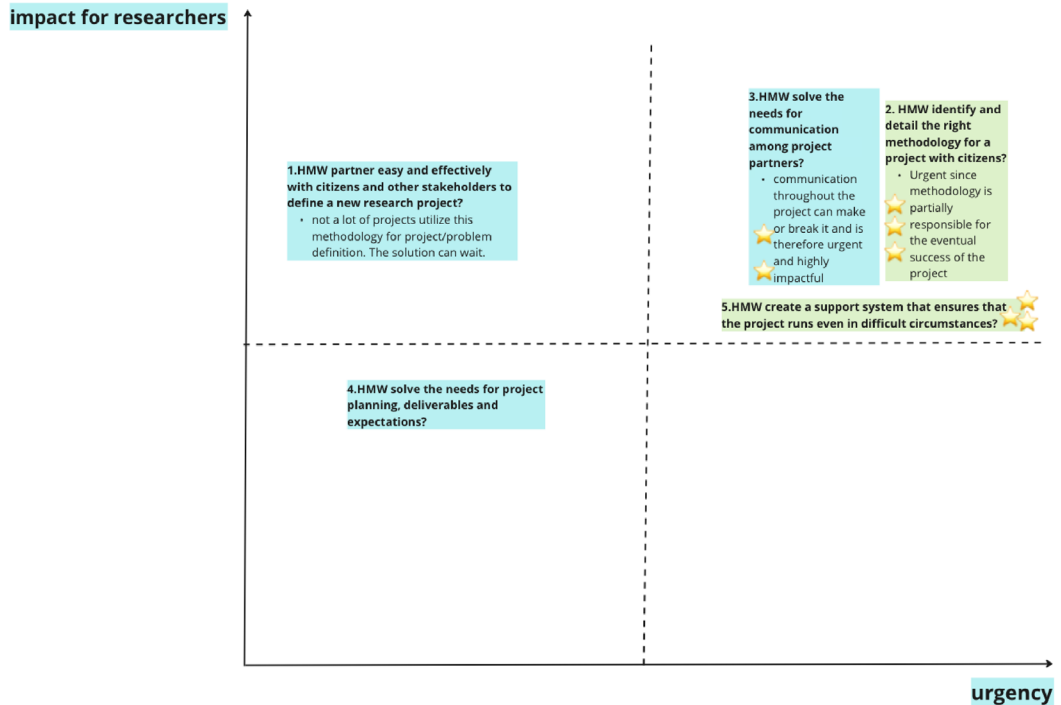 impact for researchers
3.HMW solve the
needs for
communication
among project
partners?
• communication
throughout the
project can make
or break it and is
therefore urgent
and highly
impactful
2. HMW identify and
detail the right
methodology for a
project with citizens?
• Urgent since
methodology is
partially
responsible for
the eventual
success of the
project
1.HMW partner easy and effectively
with citizens and other stakeholders to
define a new research project?
• not a lot of projects utilize this
methodology for project/problem
definition. The solution can wait.
5.HMW create a support system that ensures that
the project runs even in difficult circumstances?
4.HMW solve the needs for project
planning, deliverables and
expectations?
urgency